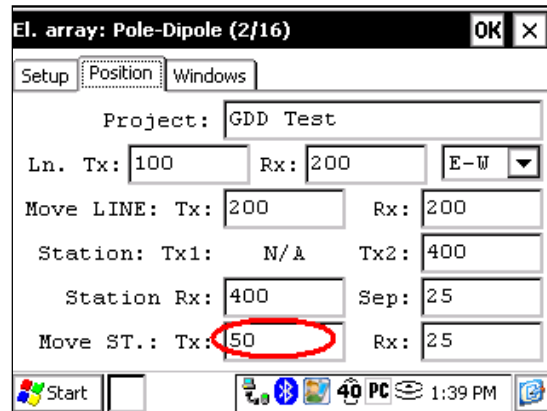 El. array: Pole-Dipole (2/16) OK ×
Setup Position Windows
Project: GDD Test
Ln. Tx: 100 Rx: 200 E-W
Move LINE: Tx: 200 Rx: 200
Station: Tx1: N/A Tx2: 400
Station Rx: 400 Sep: 25
Move ST.: Tx: 50 Rx: 25
Start 40 PC 1:39 PM